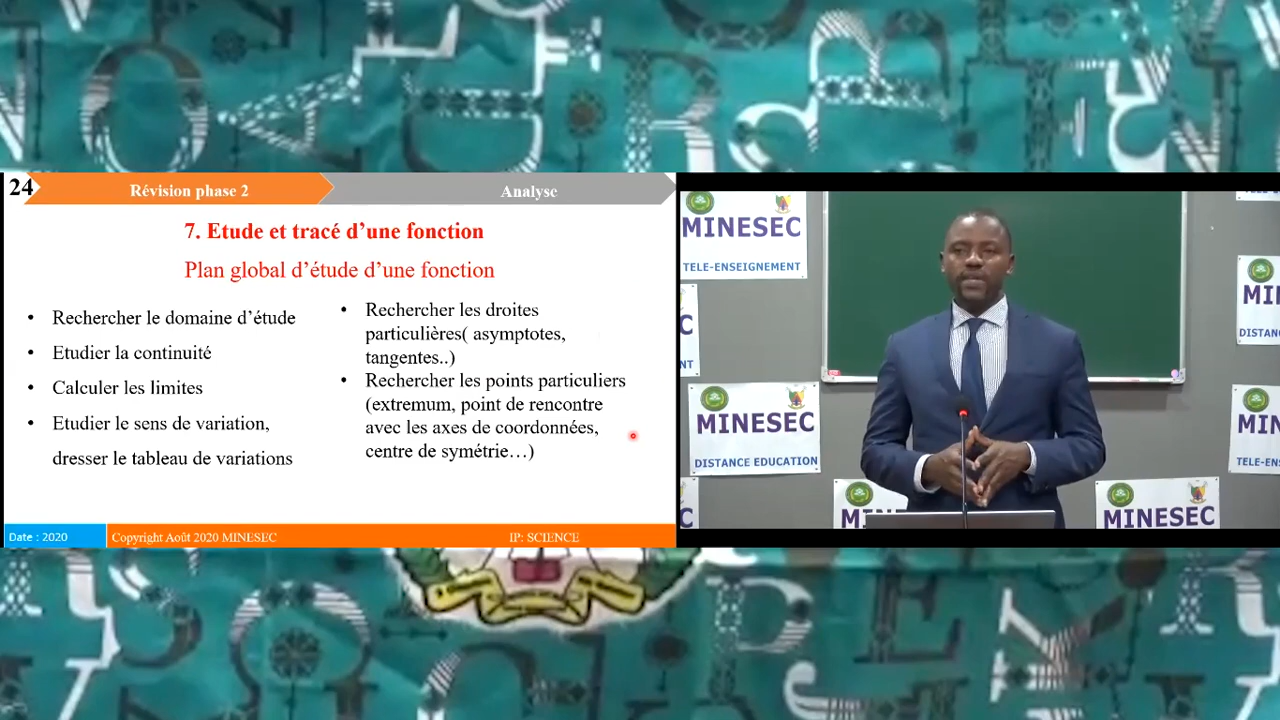 24
Révision phase 2
Analyse
7. Etude et tracé d’une fonction
Plan global d’étude d’une fonction
• Rechercher le domaine d’étude
• Etudier la continuité
• Calculer les limites
• Etudier le sens de variation,
dresser le tableau de variations
• Rechercher les droites
particulières( asymptotes,
tangentes..)
• Rechercher les points particuliers
(extremum, point de rencontre
avec les axes de coordonnées,
centre de symétrie…)
Date : 2020
Copyright Août 2020 MINESEC
IP: SCIENCE
MINESEC
TELE-ENSEIGNEMENT
MINESEC
DISTANCE EDUCATION
MINESEC